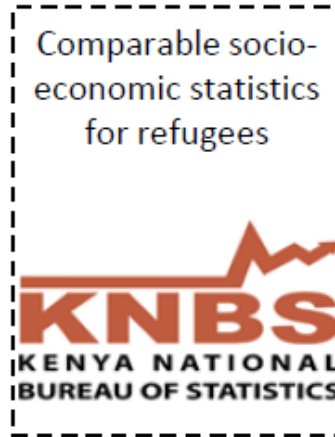 Comparable socio-
economic statistics
for refugees
KNBS
KENYA NATIONAL
BUREAU OF STATISTICS